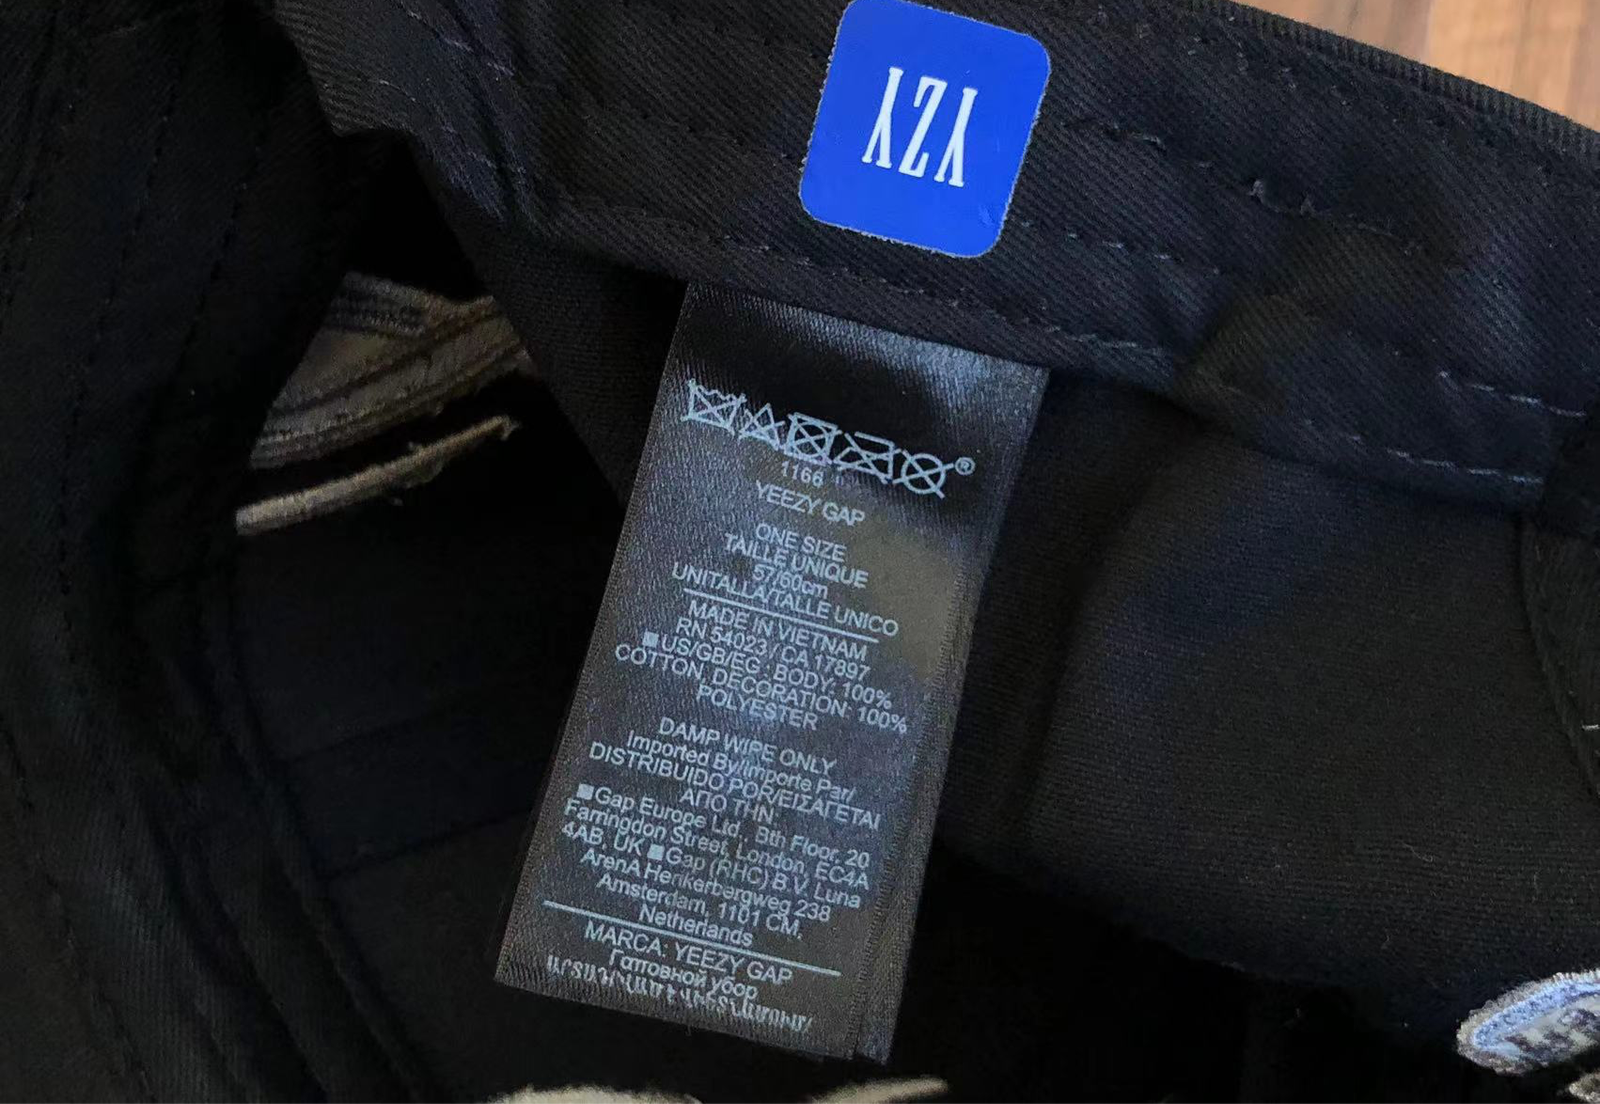 YZY
1166
YEEZY GAP
ONE SIZE
TAILLE UNIQUE
57/60cm
UNITALLA/TALLE UNICO
MADE IN VIETNAM
RN 54023 / CA 17897
■US/GB/EG. BODY: 100%
COTTON, DECORATION: 100%
POLYESTER
DAMP WIPE ONLY
Imported By/Importe Par/
DISTRIBUIDO POR/ΕΙΣΑΓΕΤΑΙ
ΑΠΟ ΤΗΝ:
■Gap Europe Ltd., 8th Floor, 20
Farringdon Street, London, EC4A
4AB, UK ■Gap (RHC) B.V. Luna
ArenA Herikerbergweg 238
Amsterdam, 1101 CM.
Netherlands
MARCA: YEEZY GAP
убор